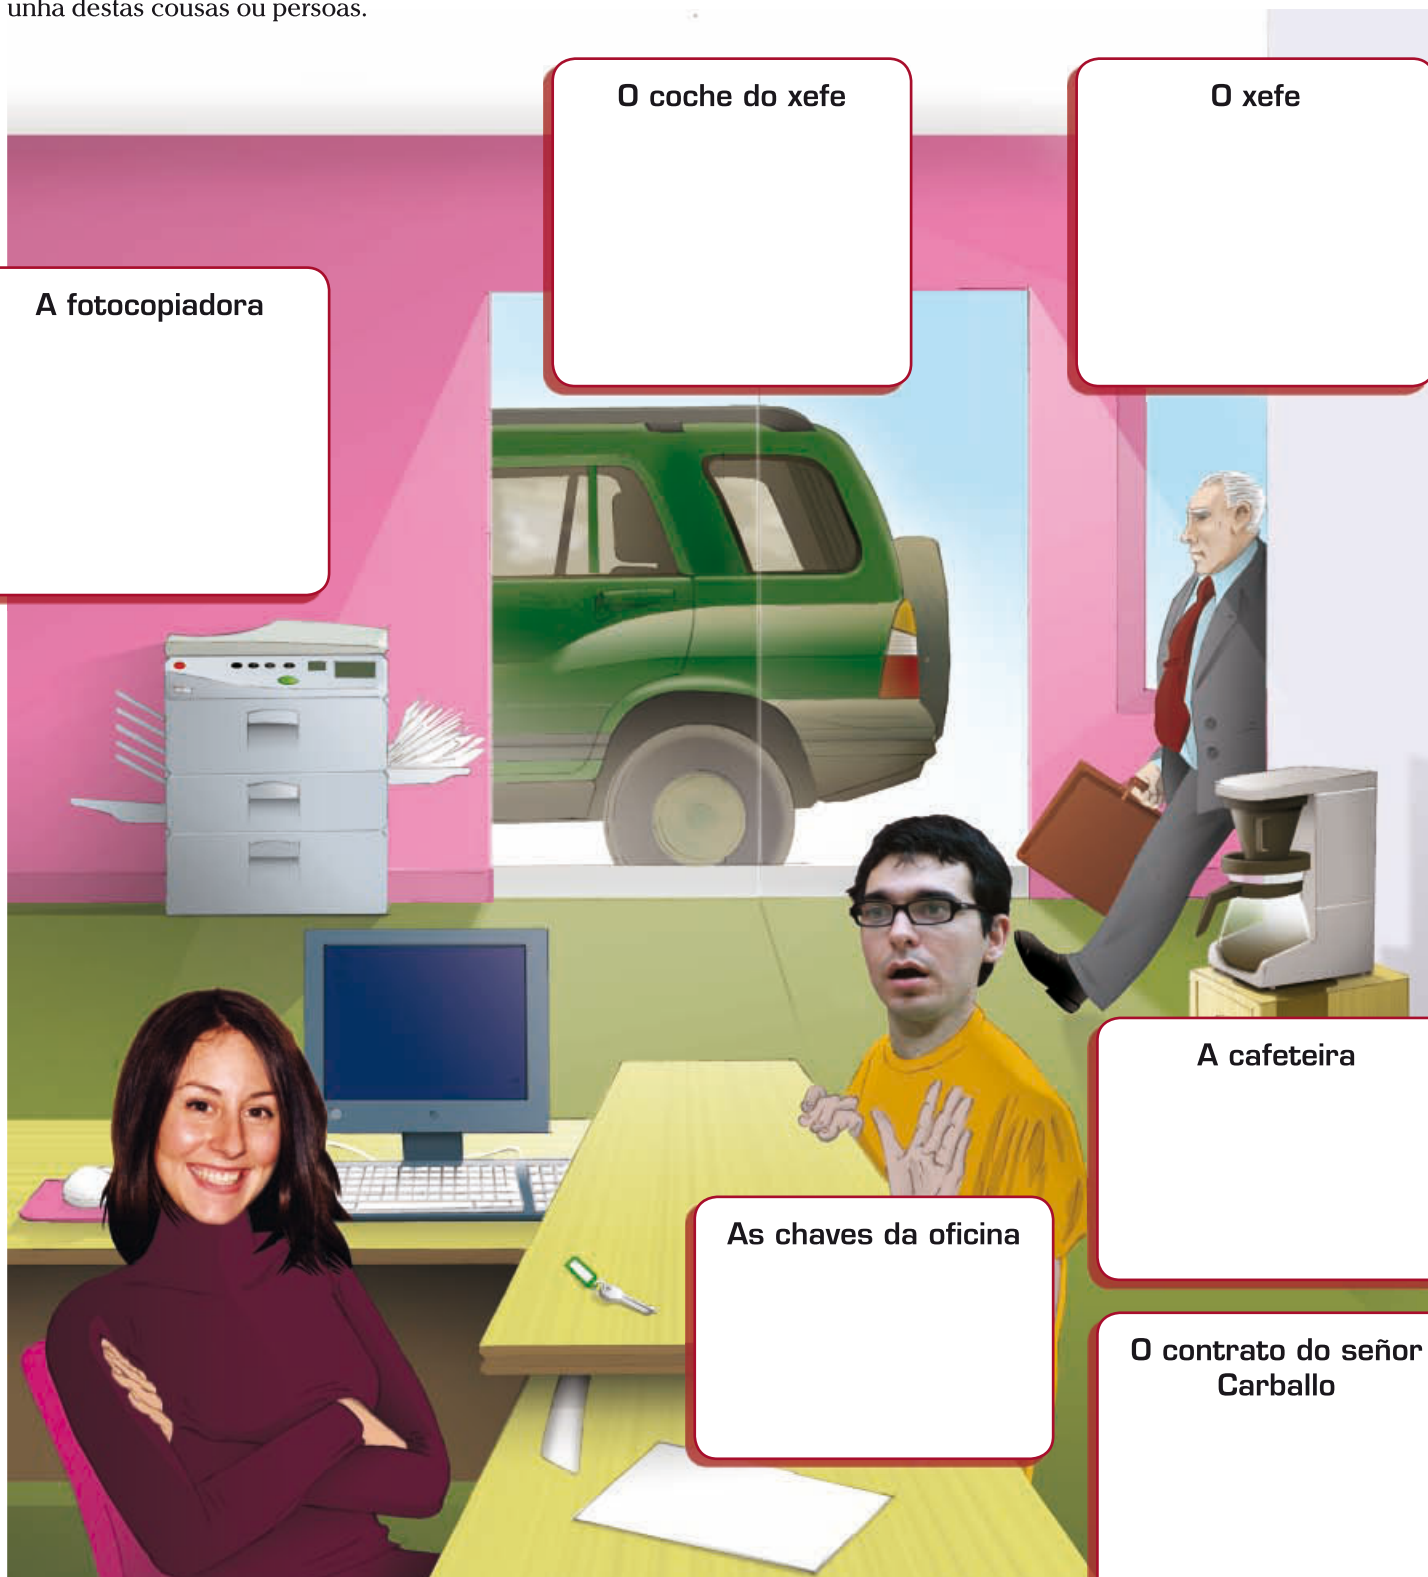 unha destas cousas ou persoas.
O coche do xefe
O xefe
A fotocopiadora
A cafeteira
As chaves da oficina
O contrato do señor
Carballo